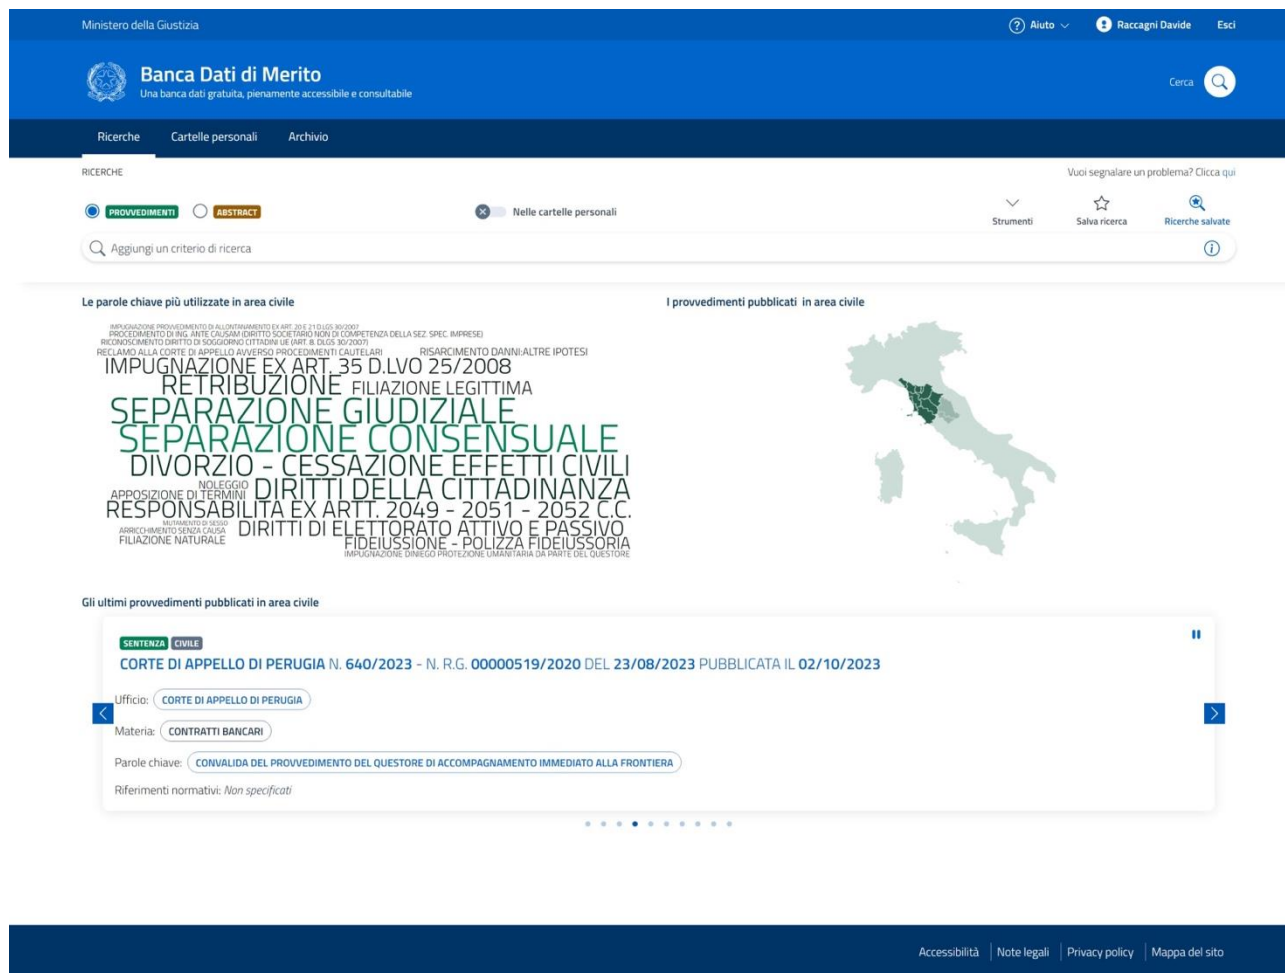 Ministero della Giustizia
Aiuto
Raccagni Davide
Esci
Banca Dati di Merito
Una banca dati gratuita, pienamente accessibile e consultabile
Cerca
Ricerche
Cartelle personali
Archivio
RICERCHE
Vuoi segnalare un problema? Clicca qui
PROVVEDIMENTI
ABSTRACT
Nelle cartelle personali
Strumenti
Salva ricerca
Ricerche salvate
Aggiungi un criterio di ricerca
Le parole chiave più utilizzate in area civile
I provvedimenti pubblicati in area civile
IMPUGNAZIONE PROVVEDIMENTO DI ALLONTANAMENTO EX ART. 20 E 21 D.LGS 30/2007
PROCEDIMENTO DI ING. ANTE CAUSAM (DIRITTO SOCIETARIO NON DI COMPETENZA DELLA SEZ. SPEC. IMPRESE)
RICONOSCIMENTO DIRITTO DI SOGGIORNO CITTADINI UE (ART. 8, DLGS 30/2007)
RECLAMO ALLA CORTE DI APPELLO AVVERSO PROCEDIMENTI CAUTELARI
RISARCIMENTO DANNI:ALTRE IPOTESI
IMPUGNAZIONE EX ART. 35 D.LVO 25/2008
RETRIBUZIONE
FILIAZIONE LEGITTIMA
SEPARAZIONE GIUDIZIALE
SEPARAZIONE CONSENSUALE
DIVORZIO - CESSAZIONE EFFETTI CIVILI
NOLEGGIO
APPOSIZIONE DI TERMINI
DIRITTI DELLA CITTADINANZA
RESPONSABILITA EX ARTT. 2049 - 2051 - 2052 C.C.
MUTAMENTO DI SESSO
ARRICCHIMENTO SENZA CAUSA
DIRITTI DI ELETTORATO ATTIVO E PASSIVO
FILIAZIONE NATURALE
FIDEIUSSIONE - POLIZZA FIDEIUSSORIA
IMPUGNAZIONE DINIEGO PROTEZIONE UMANITARIA DA PARTE DEL QUESTORE
Gli ultimi provvedimenti pubblicati in area civile
SENTENZA CIVILE
CORTE DI APPELLO DI PERUGIA N. 640/2023 - N. R.G. 00000519/2020 DEL 23/08/2023 PUBBLICATA IL 02/10/2023
Ufficio: CORTE DI APPELLO DI PERUGIA
Materia: CONTRATTI BANCARI
Parole chiave: CONVALIDA DEL PROVVEDIMENTO DEL QUESTORE DI ACCOMPAGNAMENTO IMMEDIATO ALLA FRONTIERA
Riferimenti normativi: Non specificati
Accessibilità
Note legali
Privacy policy
Mappa del sito